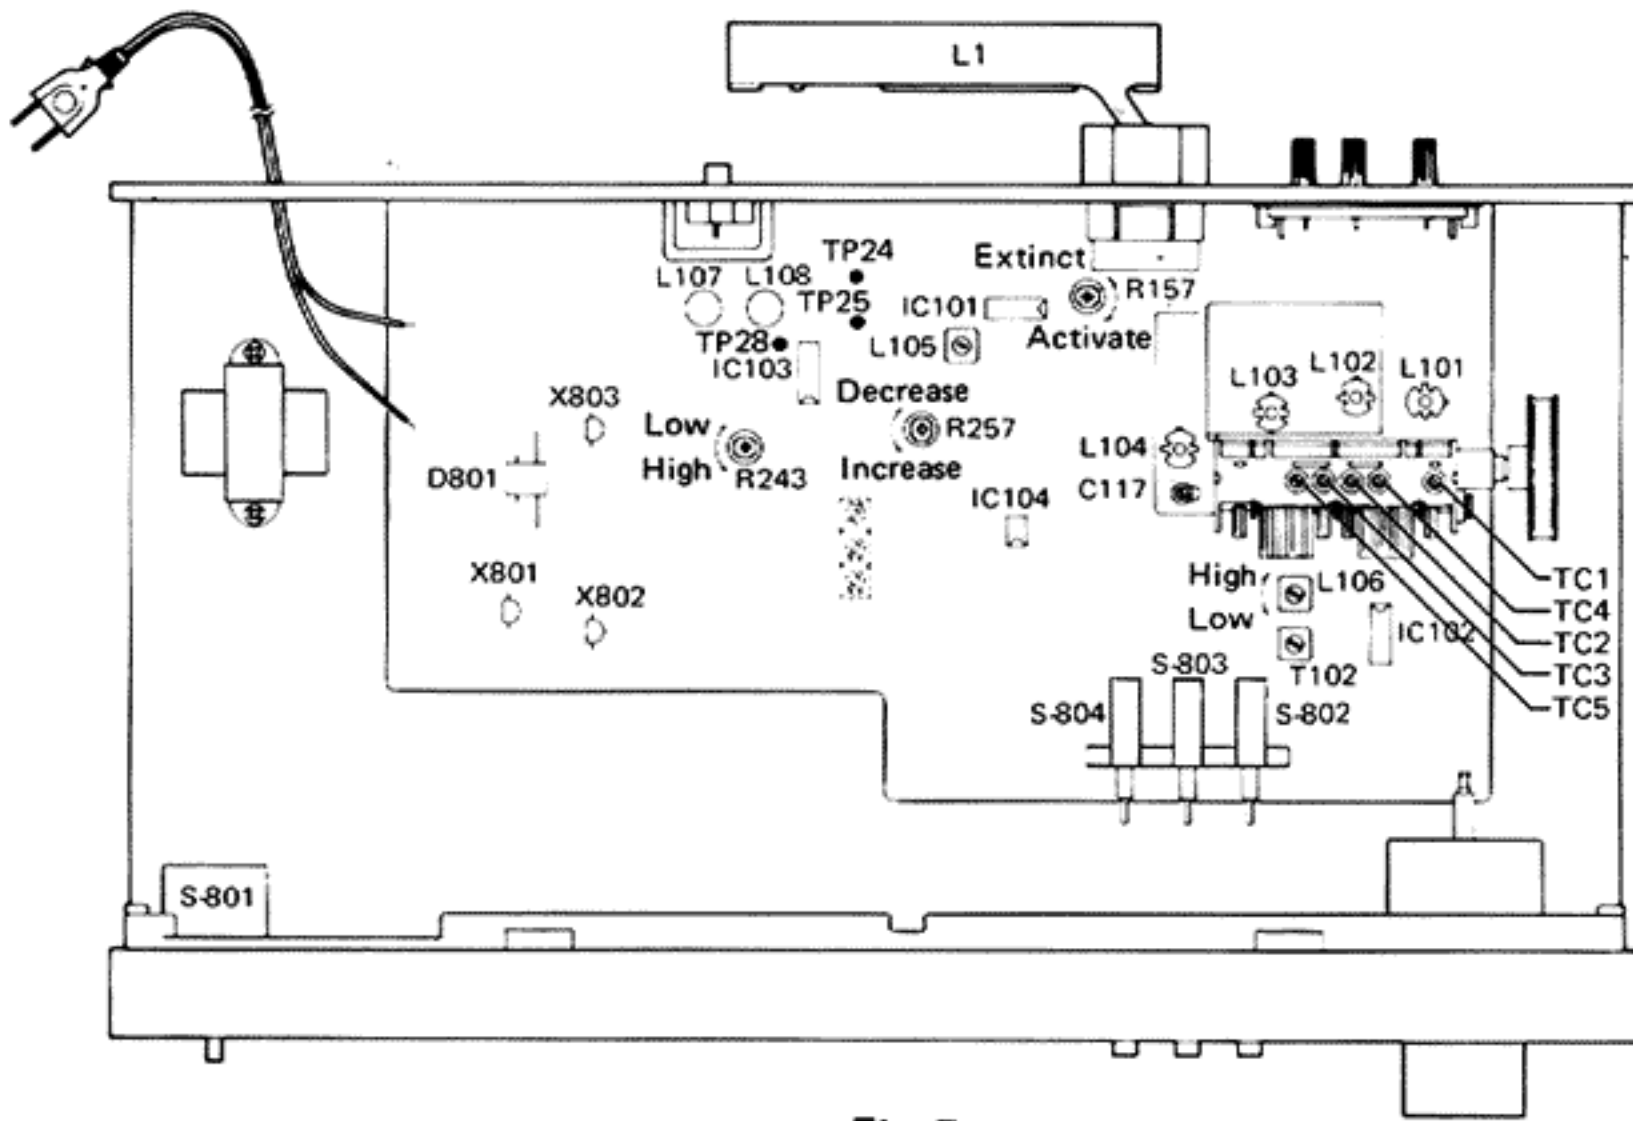 L1
TP24
Extinct
L107
L108
TP25
IC101
R157
TP28
L105
Activate
IC103
L102
L101
L103
X803
Decrease
Low
R257
L104
High
R243
Increase
D801
C117
IC104
X801
X802
High
L106
TC1
Low
TC4
IC102
TC2
S-803
T102
TC3
S-804
S-802
TC5
S-801